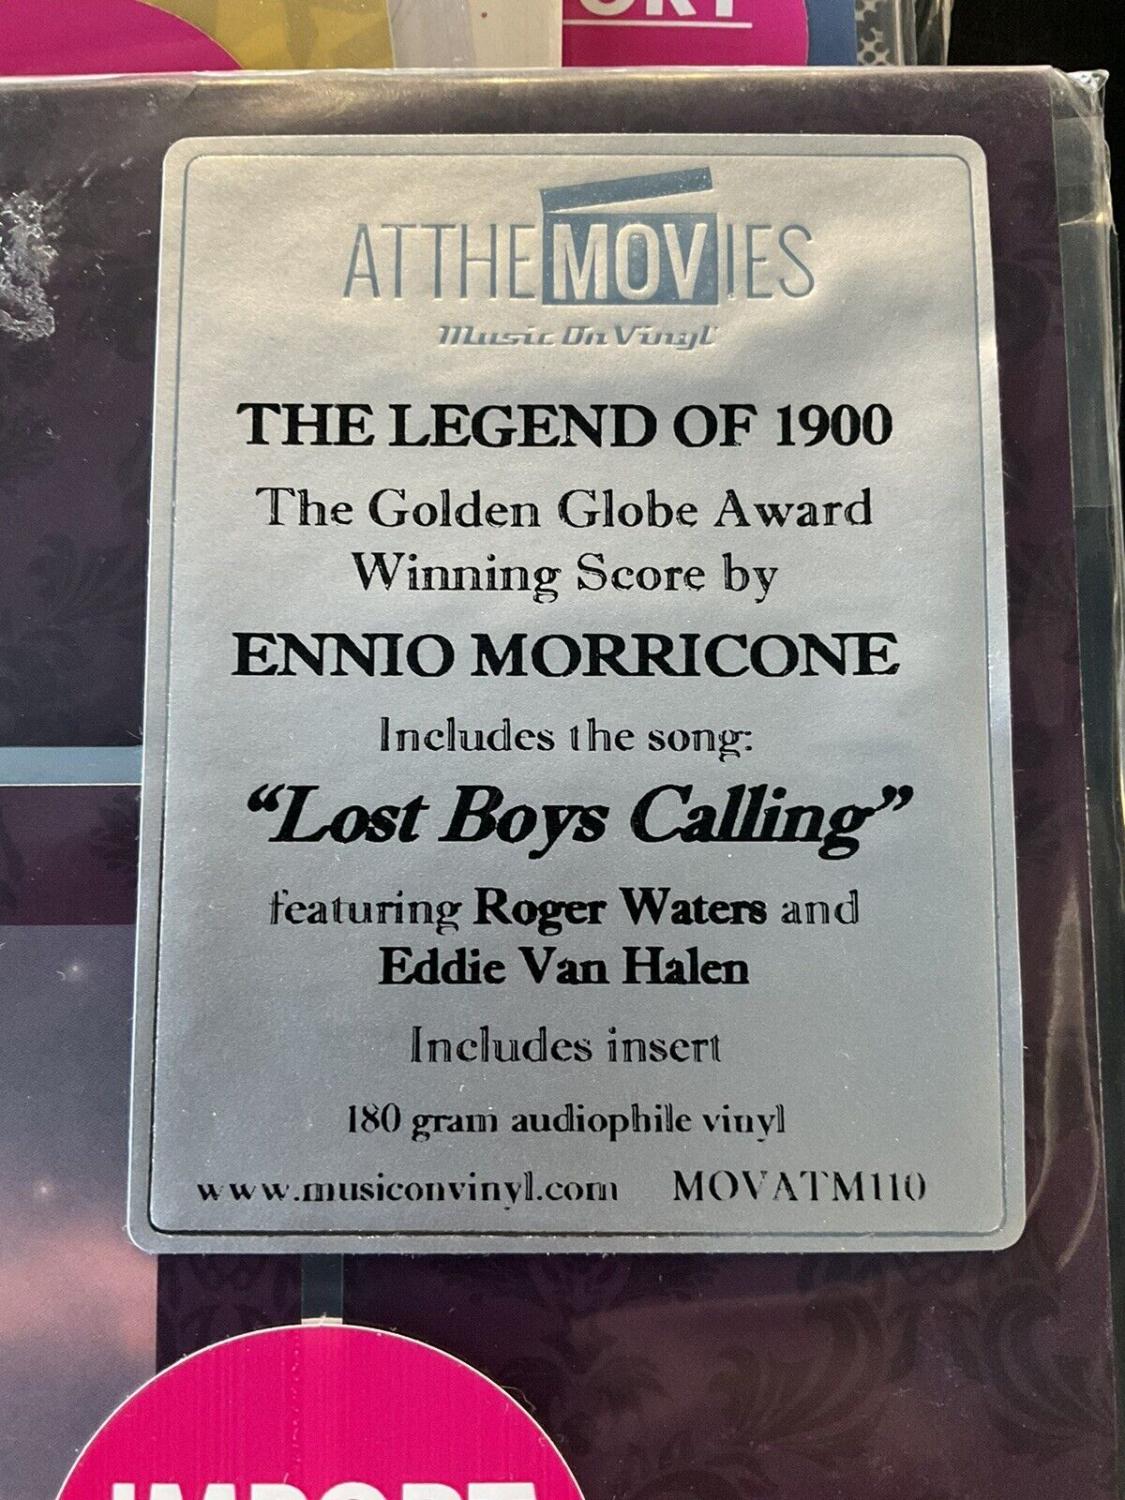 ORT
ATTHEMOVIES
Music On Vinyl
THE LEGEND OF 1900
The Golden Globe Award
Winning Score by
ENNIO MORRICONE
Includes the song:
“Lost Boys Calling”
featuring Roger Waters and
Eddie Van Halen
Includes insert
180 gram audiophile vinyl
www.musiconvinyl.com MOVATM110
IMPORT